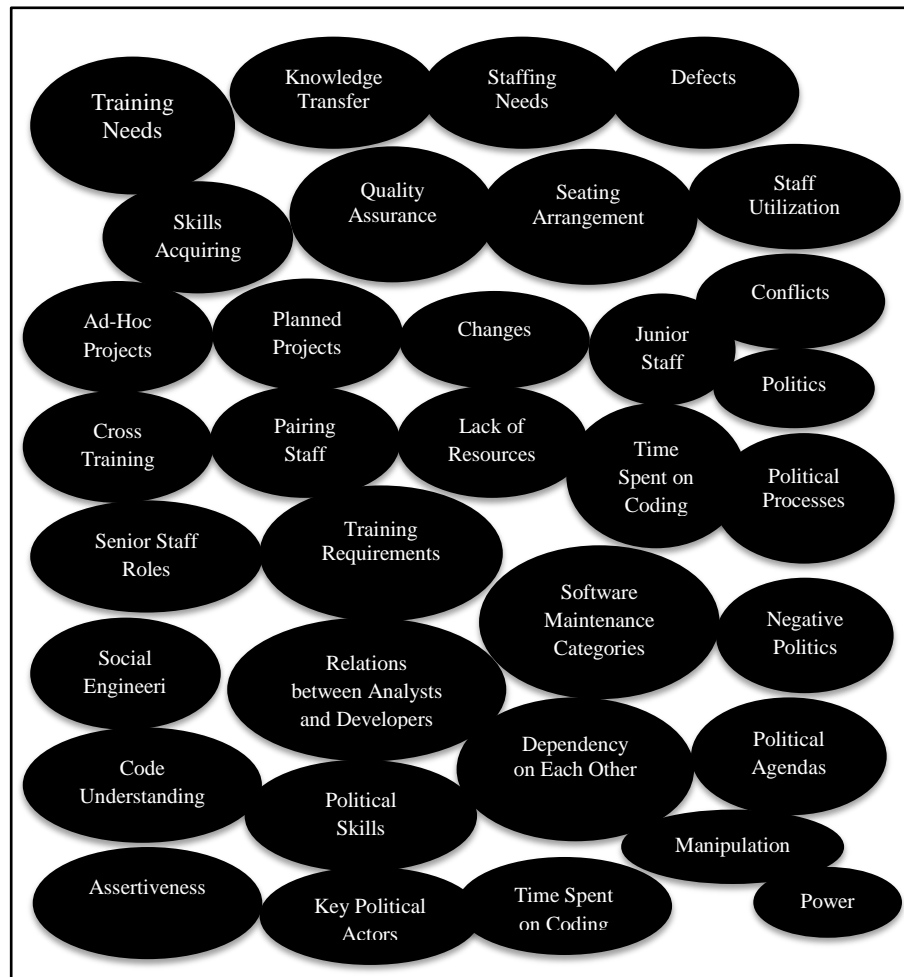 Training
Needs
Knowledge
Transfer
Staffing
Needs
Defects
Skills
Acquiring
Quality
Assurance
Seating
Arrangement
Staff
Utilization
Ad-Hoc
Projects
Planned
Projects
Changes
Junior
Staff
Conflicts
Politics
Cross
Training
Pairing
Staff
Lack of
Resources
Time
Spent on
Coding
Political
Processes
Senior Staff
Roles
Training
Requirements
Software
Maintenance
Categories
Negative
Politics
Social
Engineeri
Relations
between Analysts
and Developers
Dependency
on Each Other
Political
Agendas
Code
Understanding
Political
Skills
Manipulation
Assertiveness
Key Political
Actors
Time Spent
on Coding
Power